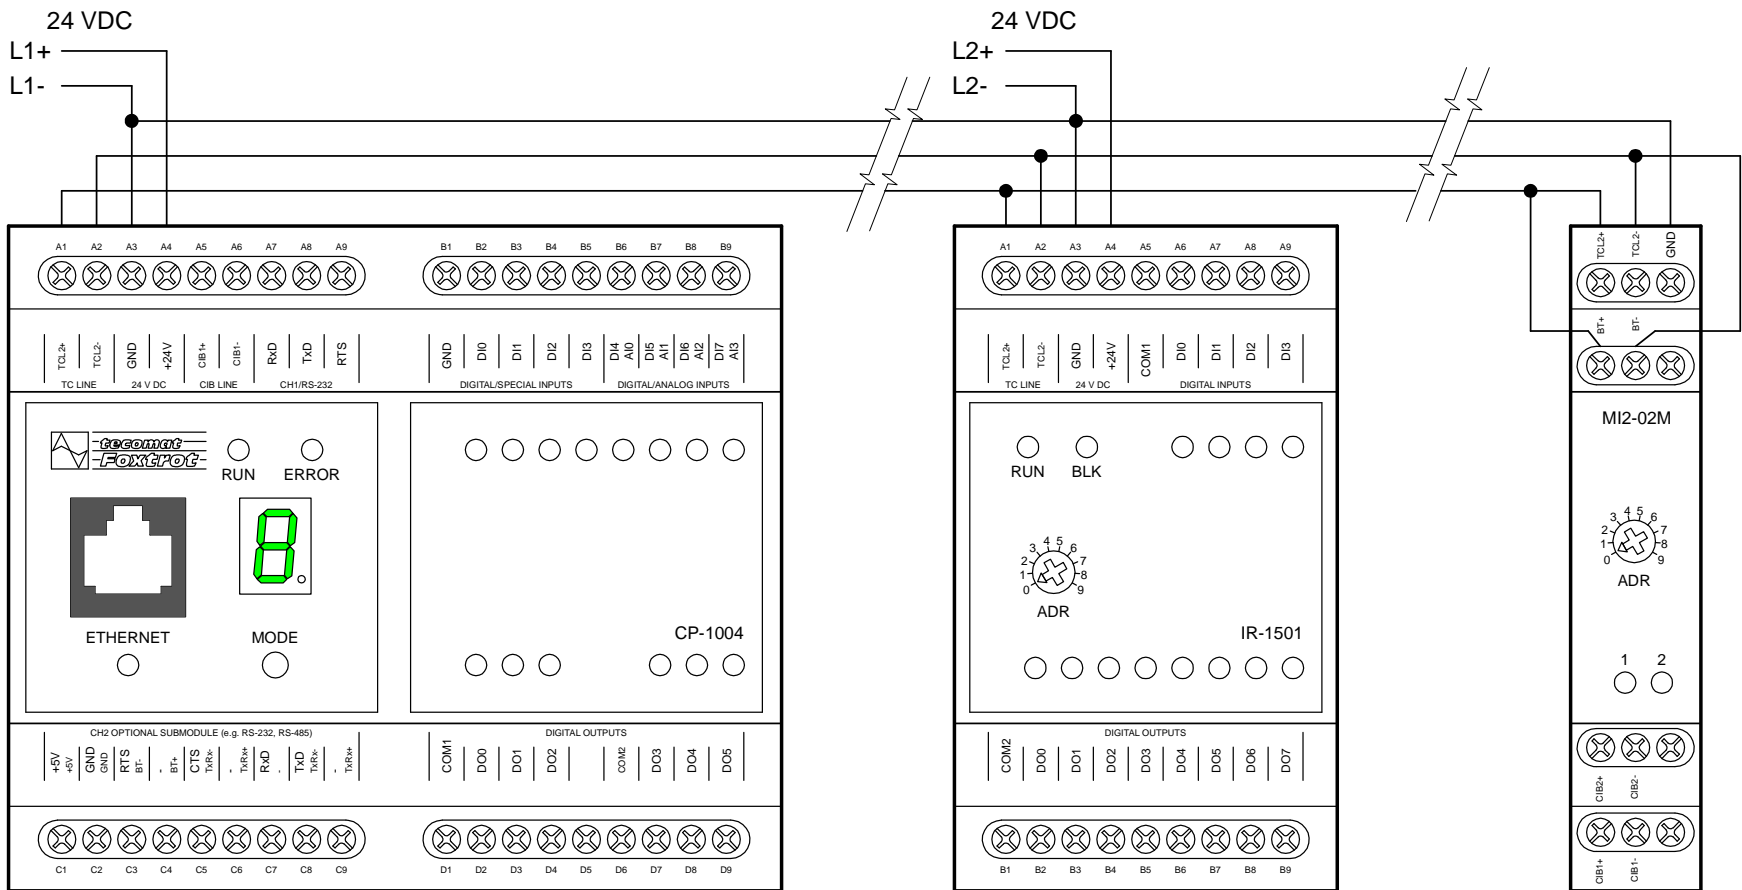 24 VDC
L1+
L1-
24 VDC
L2+
L2-
A1 A2 A3 A4 A5 A6 A7 A8 A9
B1 B2 B3 B4 B5 B6 B7 B8 B9
TCL2+ TCL2- GND +24V CIB1+ CIB1- RxD TxD RTS
TC LINE 24 V DC CIB LINE CH1/RS-232
GND DI0 DI1 DI2 DI3 DI4 AI0 DI5 AI1 DI6 AI2 DI7 AI3
DIGITAL/SPECIAL INPUTS DIGITAL/ANALOG INPUTS
tecomat
Foxtrot
RUN ERROR
8.
ETHERNET MODE
CP-1004
CH2 OPTIONAL SUBMODULE (e.g. RS-232, RS-485)
+5V +5V GND GND RTS BT- - BT+ CTS TxRx- - TxRx+ RxD - TxD TxRx- - TxRx+
DIGITAL OUTPUTS
COM1 DO0 DO1 DO2 COM2 DO3 DO4 DO5
C1 C2 C3 C4 C5 C6 C7 C8 C9
D1 D2 D3 D4 D5 D6 D7 D8 D9
A1 A2 A3 A4 A5 A6 A7 A8 A9
TCL2+ TCL2- GND +24V COM1 DI0 DI1 DI2 DI3
TC LINE 24 V DC DIGITAL INPUTS
RUN BLK
0 1 2 3 4 5 6 7 8 9
ADR
IR-1501
DIGITAL OUTPUTS
COM2 DO0 DO1 DO2 DO3 DO4 DO5 DO6 DO7
B1 B2 B3 B4 B5 B6 B7 B8 B9
TCL2+ TCL2- GND
BT+ BT-
MI2-02M
0 1 2 3 4 5 6 7 8 9
ADR
1 2
CIB2+ CIB2-
CIB1+ CIB1-